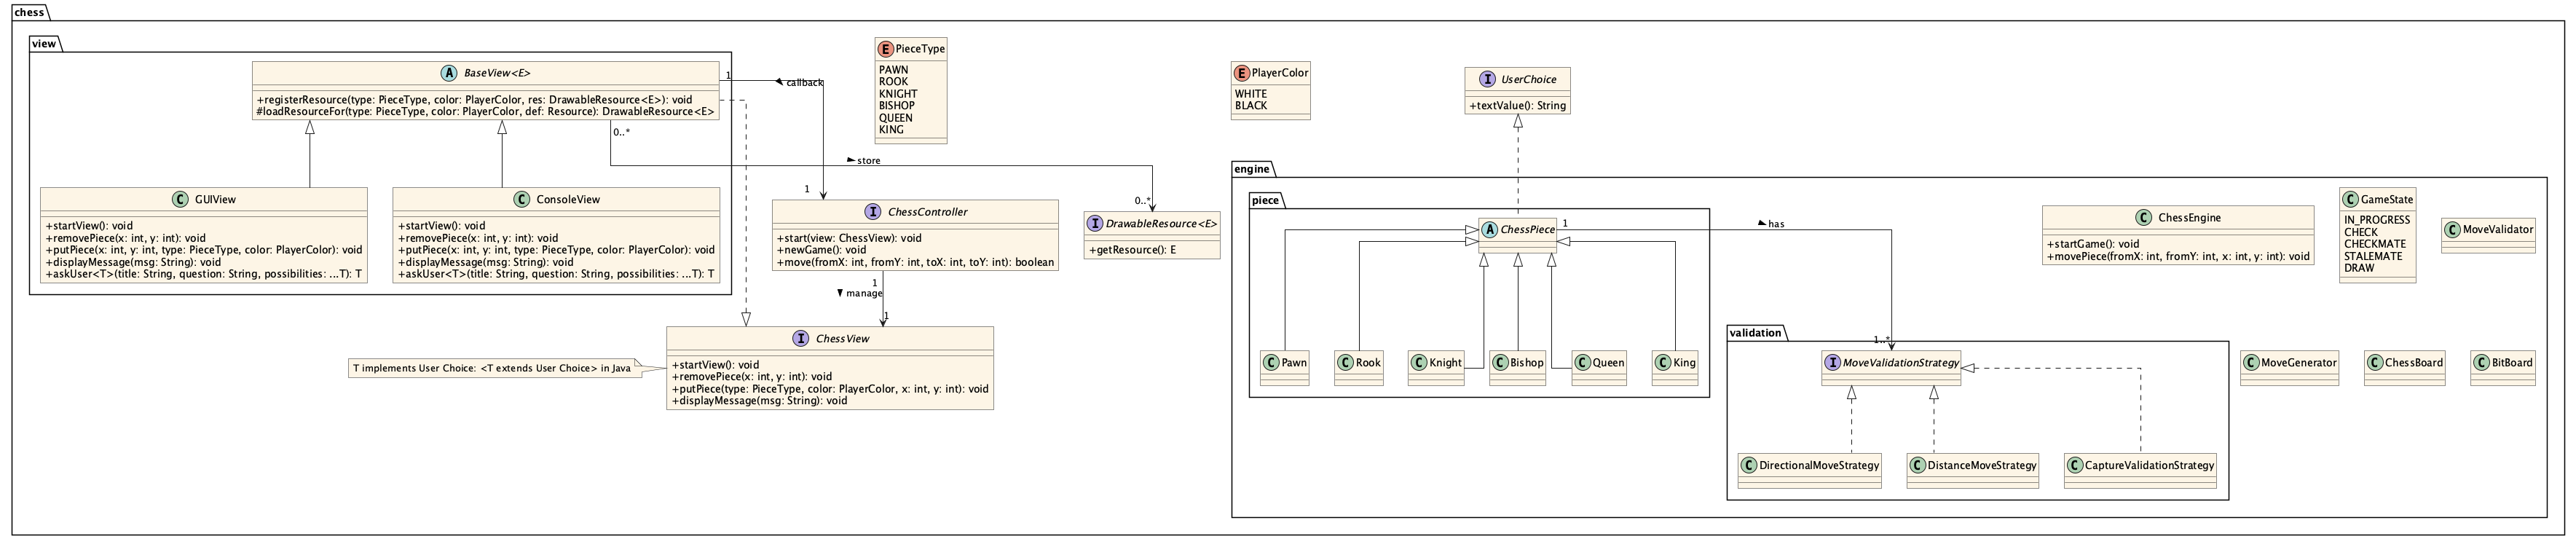 chess
view
A BaseView<E>
+registerResource(type: PieceType, color: PlayerColor, res: DrawableResource<E>): void
#loadResourceFor(type: PieceType, color: PlayerColor, def: Resource): DrawableResource<E>
1
callback
0..*
store
C GUIView
+startView(): void
+removePiece(x: int, y: int): void
+putPiece(x: int, y: int, type: PieceType, color: PlayerColor): void
+displayMessage(msg: String): void
+askUser<T>(title: String, question: String, possibilities: ...T): T
C ConsoleView
+startView(): void
+removePiece(x: int, y: int): void
+putPiece(x: int, y: int, type: PieceType, color: PlayerColor): void
+displayMessage(msg: String): void
+askUser<T>(title: String, question: String, possibilities: ...T): T
E PieceType
PAWN
ROOK
KNIGHT
BISHOP
QUEEN
KING
1
I ChessController
+start(view: ChessView): void
+newGame(): void
+move(fromX: int, fromY: int, toX: int, toY: int): boolean
0..*
I DrawableResource<E>
+getResource(): E
1
manage
1
I ChessView
+startView(): void
+removePiece(x: int, y: int): void
+putPiece(type: PieceType, color: PlayerColor, x: int, y: int): void
+displayMessage(msg: String): void
T implements User Choice: <T extends User Choice> in Java
E PlayerColor
WHITE
BLACK
I UserChoice
+textValue(): String
engine
piece
A ChessPiece
1
has
C Pawn
C Rook
C Knight
C Bishop
C Queen
C King
validation
1..*
I MoveValidationStrategy
C DirectionalMoveStrategy
C DistanceMoveStrategy
C CaptureValidationStrategy
C ChessEngine
+startGame(): void
+movePiece(fromX: int, fromY: int, x: int, y: int): void
C GameState
IN_PROGRESS
CHECK
CHECKMATE
STALEMATE
DRAW
C MoveValidator
C MoveGenerator
C ChessBoard
C BitBoard